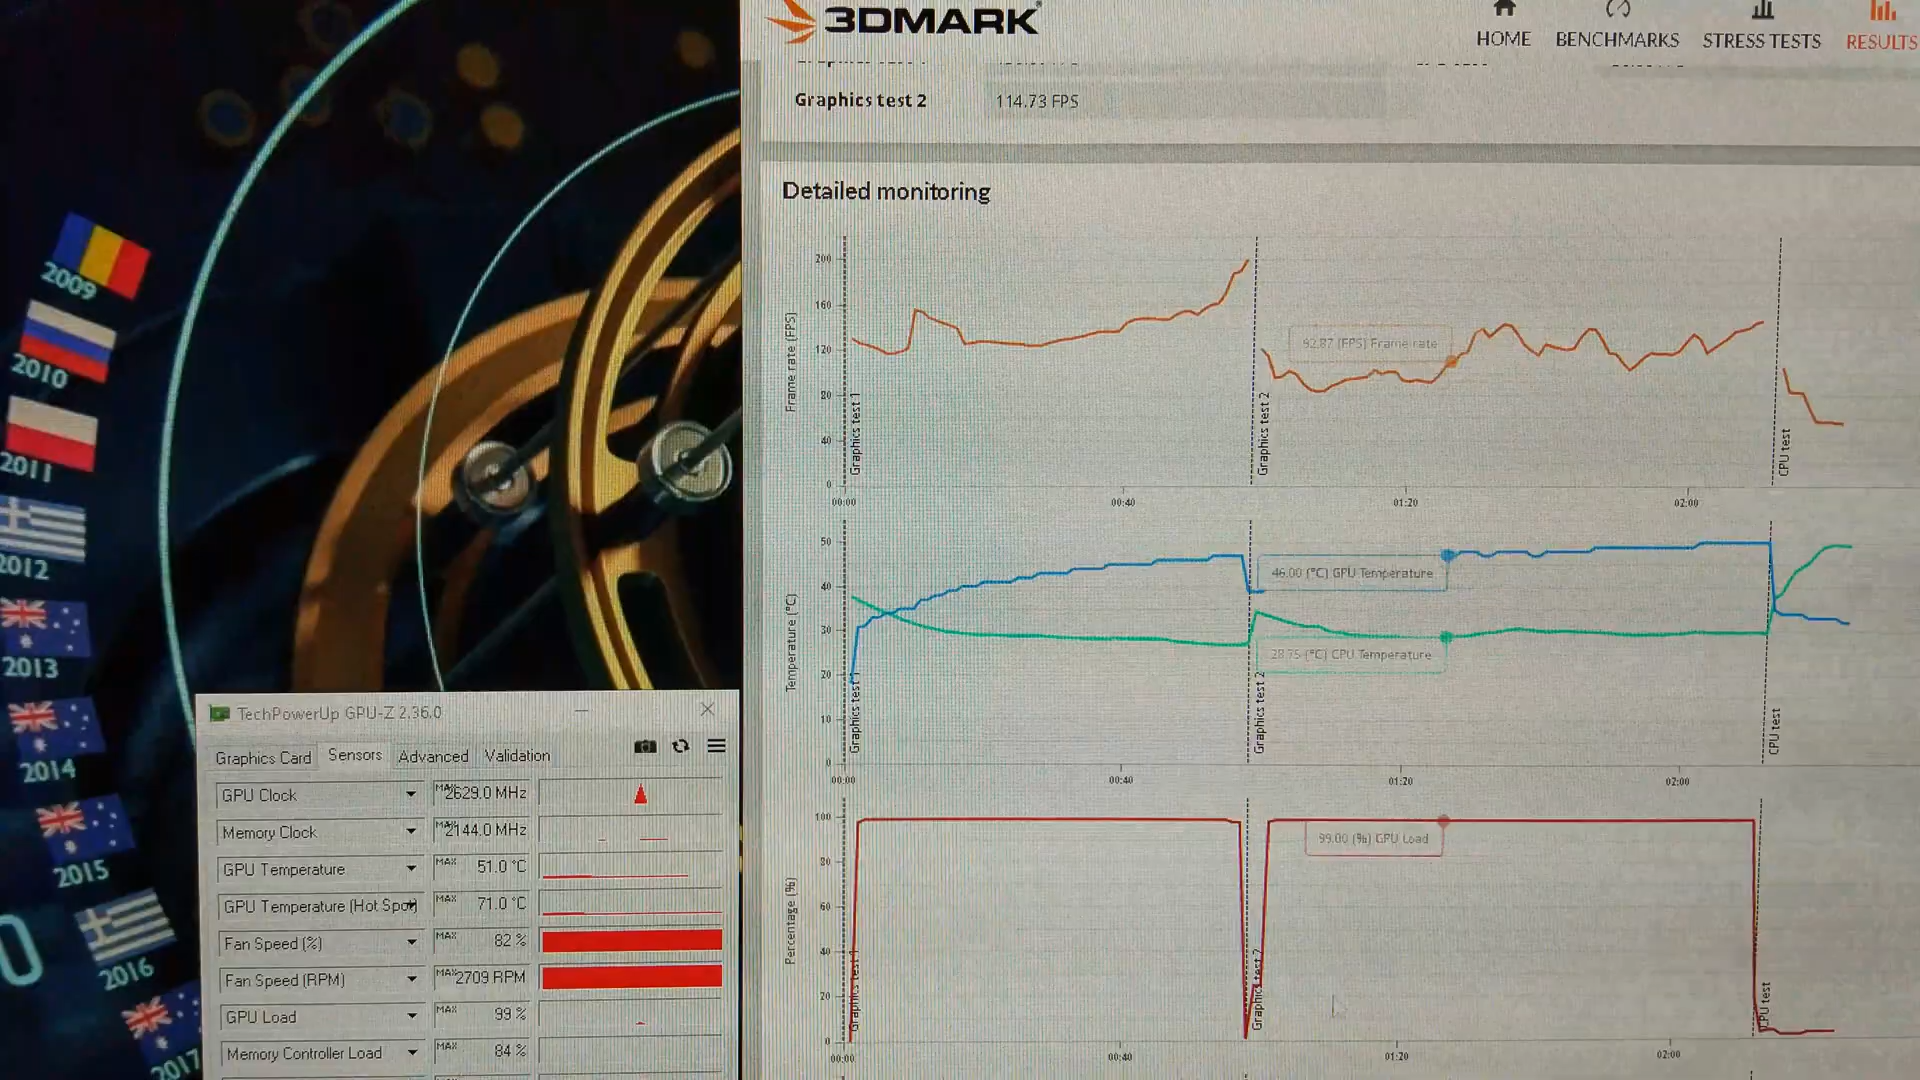 3DMARK
HOME BENCHMARKS STRESS TESTS RESULTS
Graphics test 2 114.73 FPS
Detailed monitoring
Frame rate (FPS)
200
160
120
80
40
0
Graphics test 1
Graphics test 2
CPU test
92.87 (FPS) Frame rate
00:00 00:40 01:20 02:00
Temperature (°C)
50
40
30
20
10
0
Graphics test 1
Graphics test 2
CPU test
46.00 (°C) GPU Temperature
28.75 (°C) CPU Temperature
00:00 00:40 01:20 02:00
Percentage (%)
100
80
60
40
20
0
Graphics test 1
Graphics test 2
CPU test
99.00 (%) GPU Load
00:00 00:40 01:20 02:00
2009
2010
2011
2012
2013
2014
2015
2016
2017
TechPowerUp GPU-Z 2.36.0
Graphics Card Sensors Advanced Validation
GPU Clock MAX 2629.0 MHz
Memory Clock MAX 2144.0 MHz
GPU Temperature MAX 51.0 °C
GPU Temperature (Hot Spot) MAX 71.0 °C
Fan Speed (%) MAX 82 %
Fan Speed (RPM) MAX 2709 RPM
GPU Load MAX 99 %
Memory Controller Load MAX 84 %